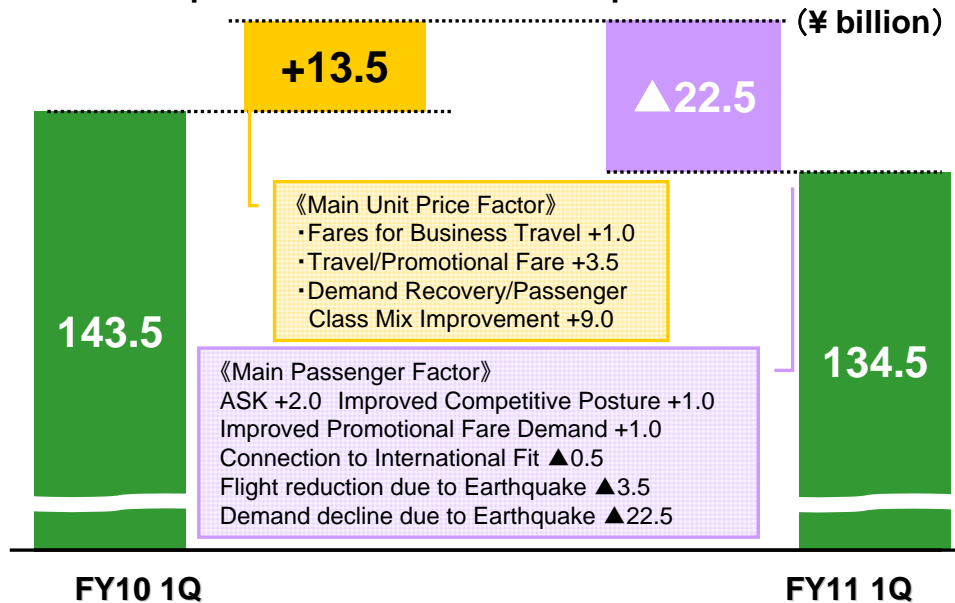 (¥ billion)
+13.5
▲22.5
《Main Unit Price Factor》
・Fares for Business Travel +1.0
・Travel/Promotional Fare +3.5
・Demand Recovery/Passenger
Class Mix Improvement +9.0
143.5
134.5
《Main Passenger Factor》
ASK +2.0 Improved Competitive Posture +1.0
Improved Promotional Fare Demand +1.0
Connection to International Fit ▲0.5
Flight reduction due to Earthquake ▲3.5
Demand decline due to Earthquake ▲22.5
FY10 1Q
FY11 1Q